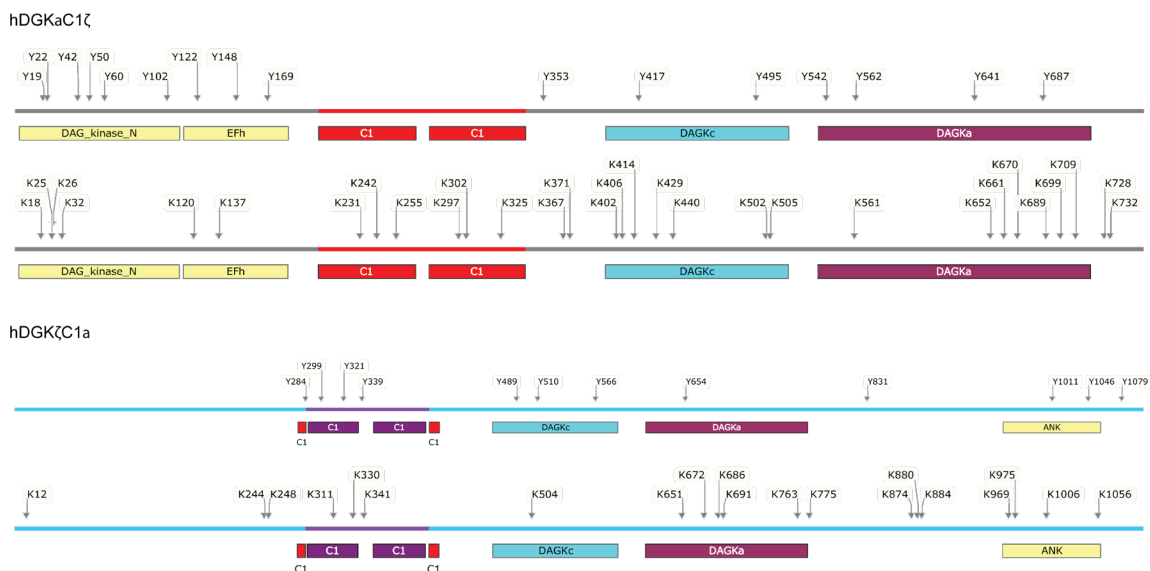 hDGKaC1ζ
Y22 Y42 Y50 Y122 Y148
Y19 Y60 Y102 Y169 Y353 Y417 Y495 Y542 Y562 Y641 Y687
DAG_kinase_N EFh C1 C1 DAGKc DAGKa
K414 K670 K709
K25 K26 K242 K302 K371 K406 K429 K661 K699 K728
K18 K32 K120 K137 K231 K255 K297 K325 K367 K402 K440 K502 K505 K561 K652 K689 K732
DAG_kinase_N EFh C1 C1 DAGKc DAGKa
hDGKζC1a
Y299 Y321
Y284 Y339 Y489 Y510 Y566 Y654 Y831 Y1011 Y1046 Y1079
C1 C1 DAGKc DAGKa ANK
C1 C1
K330 K672 K686 K880 K975
K12 K244 K248 K311 K341 K504 K651 K691 K763 K775 K874 K884 K969 K1006 K1056
C1 C1 DAGKc DAGKa ANK
C1 C1